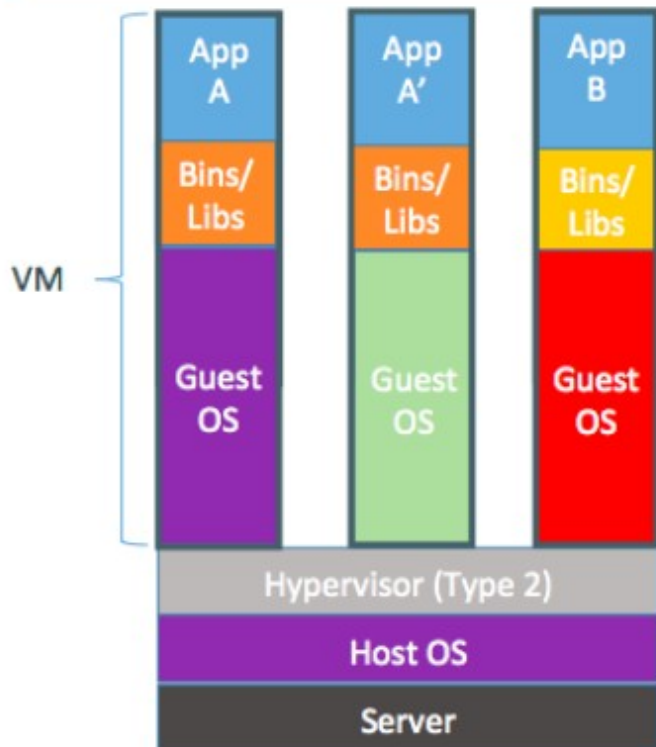 App
A
App
A’
App
B
Bins/
Libs
Bins/
Libs
Bins/
Libs
VM
Guest
OS
Guest
OS
Guest
OS
Hypervisor (Type 2)
Host OS
Server